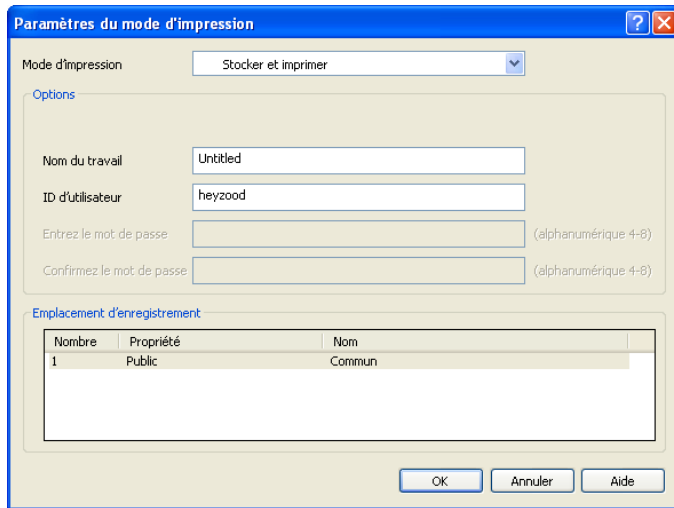 Paramètres du mode d'impression
Mode d'impression Stocker et imprimer
Options
Nom du travail Untitled
ID d'utilisateur heyzood
Entrez le mot de passe (alphanumérique 4-8)
Confirmez le mot de passe (alphanumérique 4-8)
Emplacement d'enregistrement
Nombre Propriété Nom
1 Public Commun
OK Annuler Aide